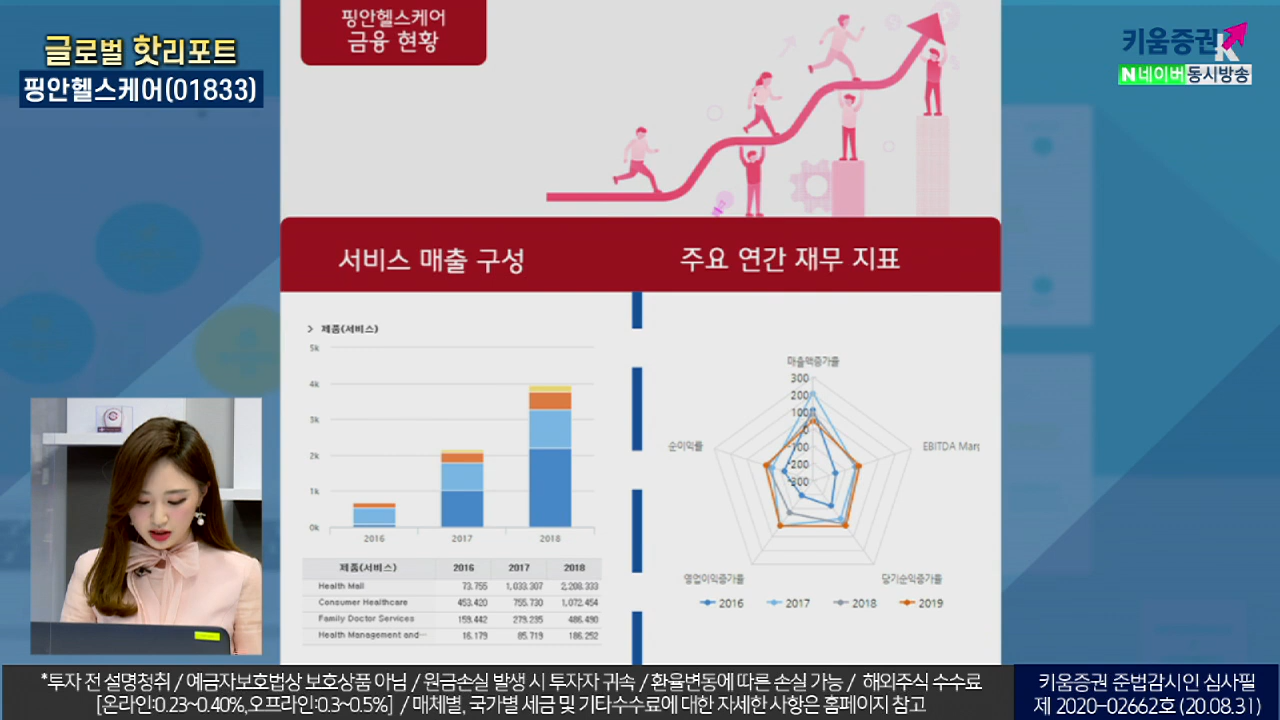 핑안헬스케어
금융 현황
글로벌 핫리포트
핑안헬스케어(01833)
키움증권
N 네이버 동시방송
서비스 매출 구성
주요 연간 재무 지표
> 제품(서비스)
5k
4k
3k
2k
1k
0k
2016 2017 2018
제품(서비스) 2016 2017 2018
Health Mall 73.755 1,033.307 2,208.333
Consumer Healthcare 453.420 755.730 1,072.454
Family Doctor Services 159.442 279.235 486.490
Health Management and… 16.179 85.719 186.252
매출액증가율
300
200
100
0
-100
-200
-300
순이익률
EBITDA Marg
영업이익증가율
당기순익증가율
2016 2017 2018 2019
*투자 전 설명청취 / 예금자보호법상 보호상품 아님 / 원금손실 발생 시 투자자 귀속 / 환율변동에 따른 손실 가능 / 해외주식 수수료
[온라인:0.23~0.40%,오프라인:0.3~0.5%] / 매체별, 국가별 세금 및 기타수수료에 대한 자세한 사항은 홈페이지 참고
키움증권 준법감시인 심사필
제 2020-02662호 (20.08.31)